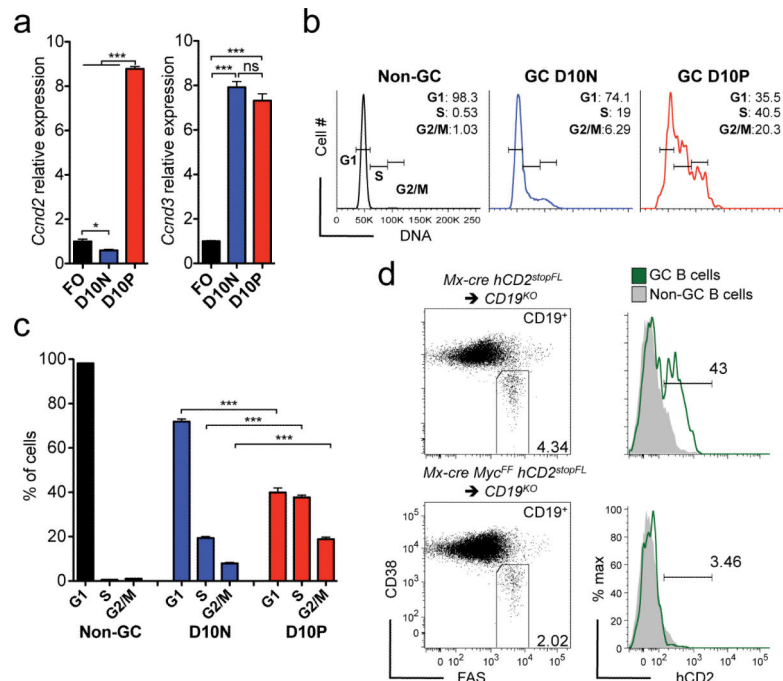 a
Ccnd2 relative expression
10
8
6
4
2
0
***
*
FO
D10N
D10P
Ccnd3 relative expression
10
8
6
4
2
0
***
***
ns
FO
D10N
D10P
b
Cell #
Non-GC
G1: 98.3
S: 0.53
G2/M:1.03
G1
S
G2/M
0 50K 100K 150K 200K 250
DNA
GC D10N
G1: 74.1
S: 19
G2/M:6.29
GC D10P
G1: 35.5
S: 40.5
G2/M:20.3
c
% of cells
100
80
60
40
20
0
***
***
***
G1 S G2/M
G1 S G2/M
G1 S G2/M
Non-GC D10N D10P
d
Mx-cre hCD2stopFL
➔ CD19KO
CD19+
4.34
GC B cells
Non-GC B cells
43
Mx-cre MycFF hCD2stopFL
➔ CD19KO
CD19+
2.02
CD38
10⁵
10⁴
10³
10²
0
0 10² 10³ 10⁴ 10⁵
FAS
% max
3.46
0 10² 10³ 10⁴ 10⁵
hCD2